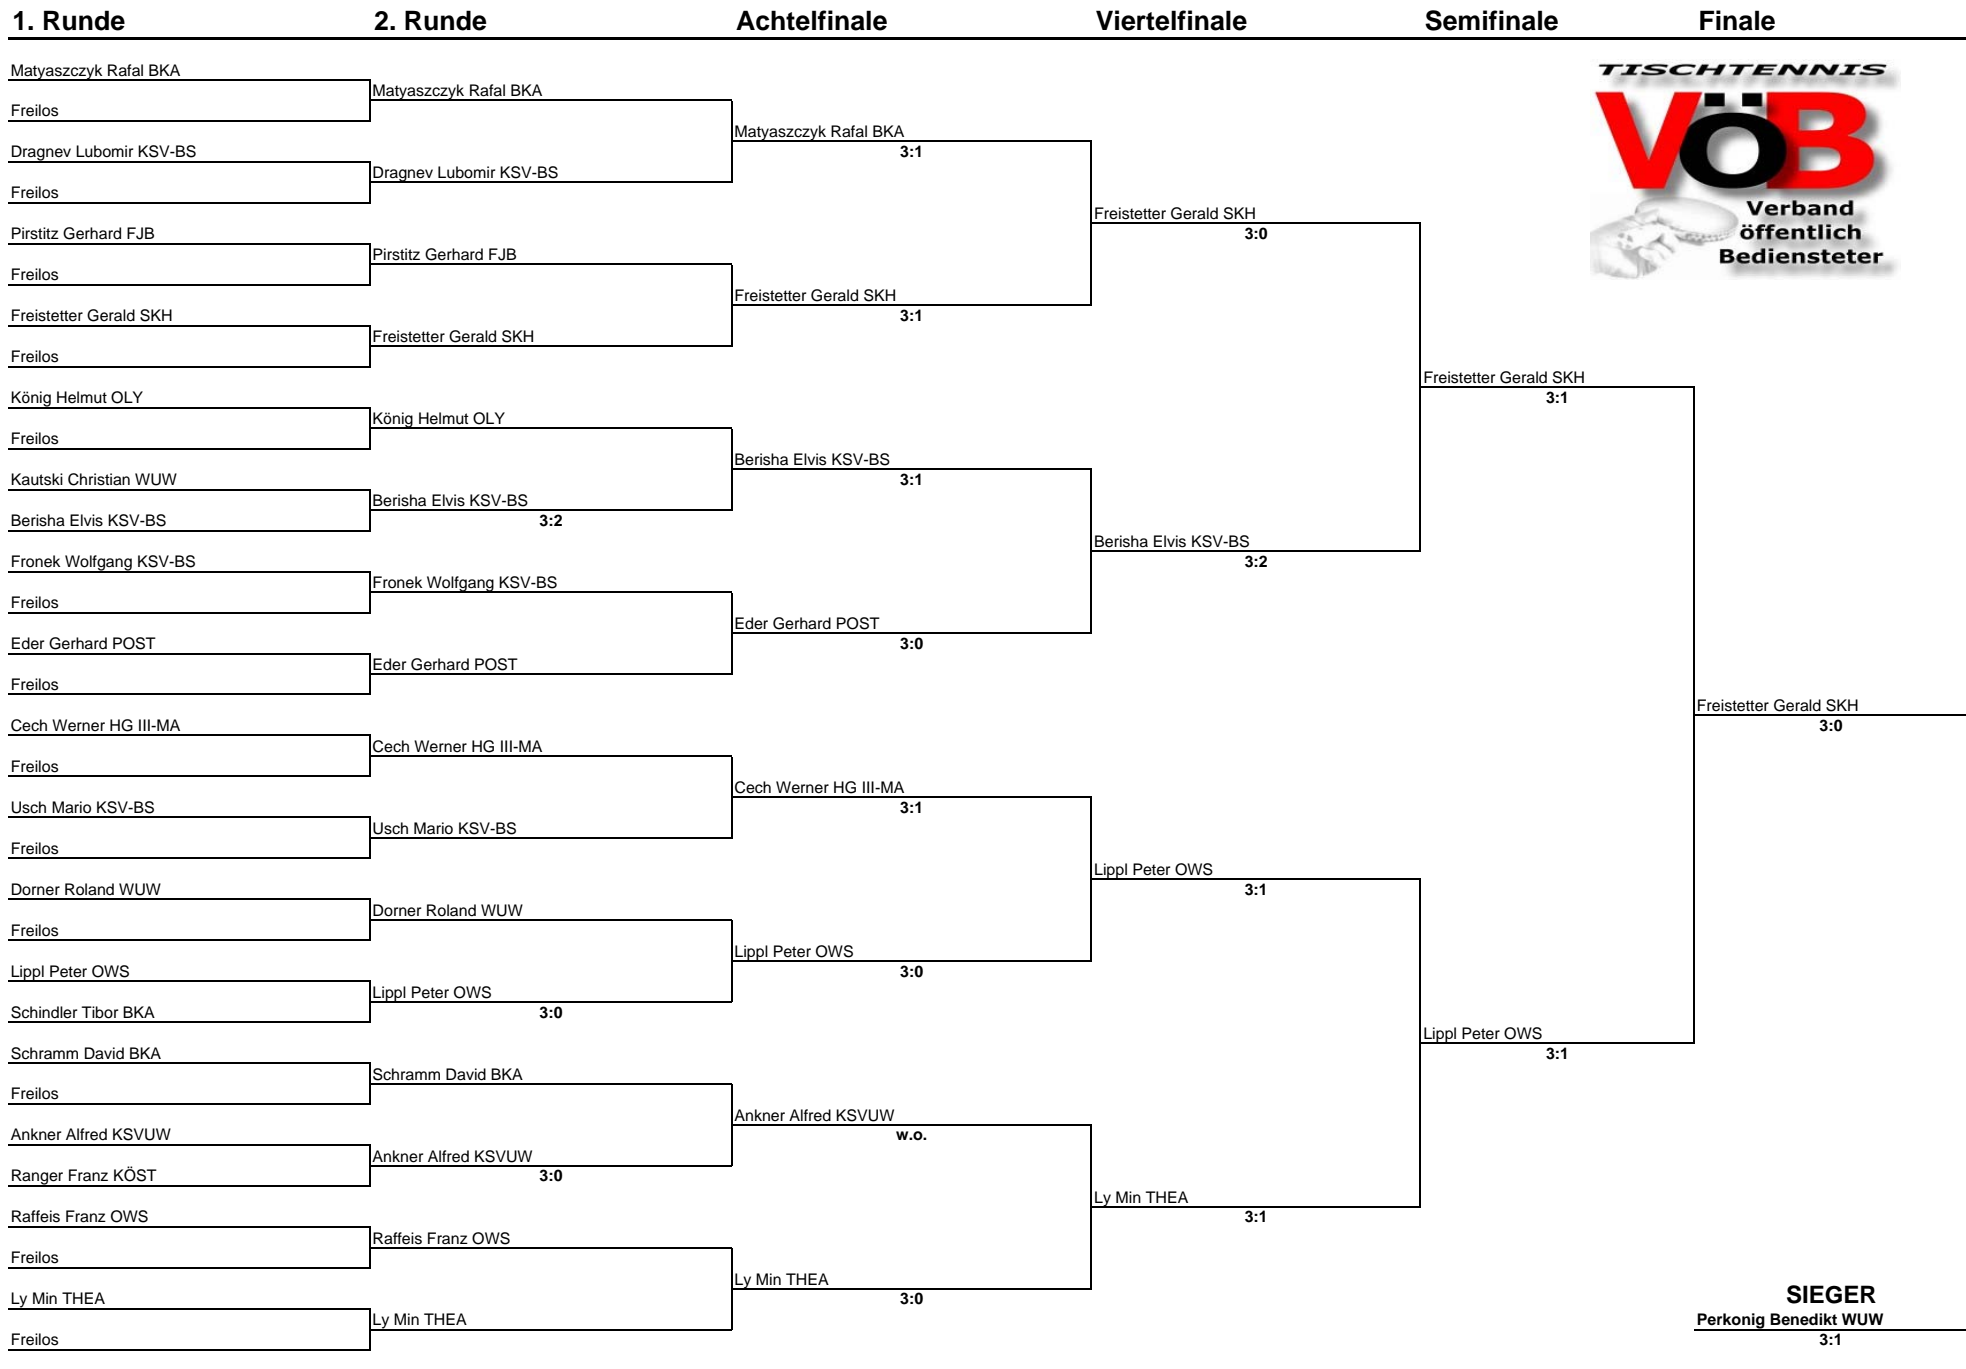 1. Runde
2. Runde
Achtelfinale
Viertelfinale
Semifinale
Finale
TISCHTENNIS
VöB
Verband
öffentlich
Bediensteter
Matyaszczyk Rafal BKA
Freilos
Dragnev Lubomir KSV-BS
Freilos
Pirstitz Gerhard FJB
Freilos
Freistetter Gerald SKH
Freilos
König Helmut OLY
Freilos
Kautski Christian WUW
Berisha Elvis KSV-BS
Fronek Wolfgang KSV-BS
Freilos
Eder Gerhard POST
Freilos
Cech Werner HG III-MA
Freilos
Usch Mario KSV-BS
Freilos
Dorner Roland WUW
Freilos
Lippl Peter OWS
Schindler Tibor BKA
Schramm David BKA
Freilos
Ankner Alfred KSVUW
Ranger Franz KÖST
Raffeis Franz OWS
Freilos
Ly Min THEA
Freilos
Matyaszczyk Rafal BKA
Dragnev Lubomir KSV-BS
Pirstitz Gerhard FJB
Freistetter Gerald SKH
König Helmut OLY
Berisha Elvis KSV-BS
3:2
Fronek Wolfgang KSV-BS
Eder Gerhard POST
Cech Werner HG III-MA
Usch Mario KSV-BS
Dorner Roland WUW
Lippl Peter OWS
3:0
Schramm David BKA
Ankner Alfred KSVUW
3:0
Raffeis Franz OWS
Ly Min THEA
Matyaszczyk Rafal BKA
3:1
Freistetter Gerald SKH
3:1
Berisha Elvis KSV-BS
3:1
Eder Gerhard POST
3:0
Cech Werner HG III-MA
3:1
Lippl Peter OWS
3:0
Ankner Alfred KSVUW
w.o.
Ly Min THEA
3:0
Freistetter Gerald SKH
3:0
Berisha Elvis KSV-BS
3:2
Lippl Peter OWS
3:1
Ly Min THEA
3:1
Freistetter Gerald SKH
3:1
Lippl Peter OWS
3:1
Freistetter Gerald SKH
3:0
SIEGER
Perkonig Benedikt WUW
3:1